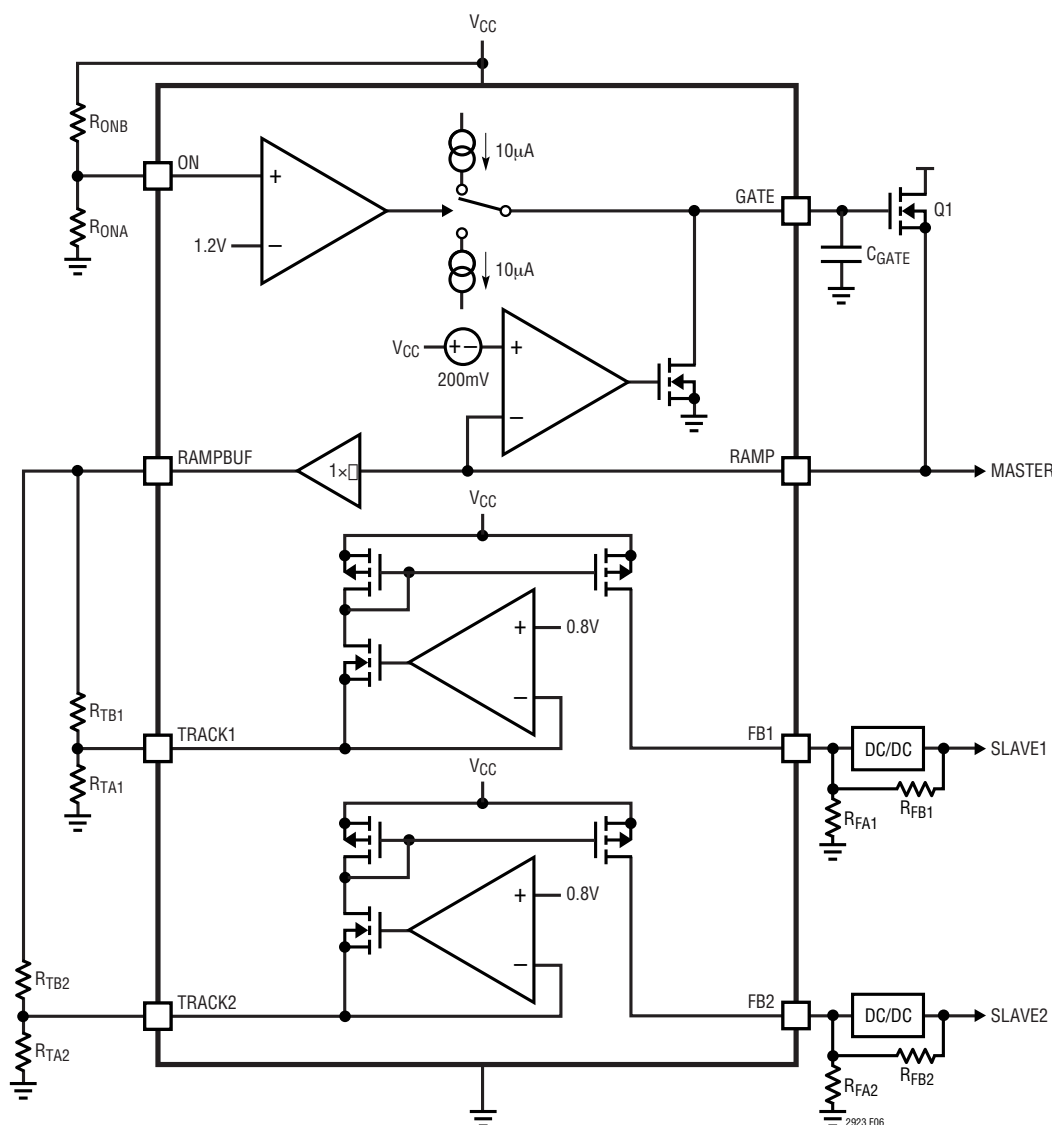 VCC
RONB
ON
10μA
GATE
Q1
RONA
1.2V
10μA
CGATE
VCC
200mV
RAMPBUF
1×
RAMP
MASTER
VCC
0.8V
RTB1
TRACK1
FB1
DC/DC
SLAVE1
RTA1
RFA1
RFB1
VCC
0.8V
RTB2
TRACK2
FB2
DC/DC
SLAVE2
RTA2
RFA2
RFB2
2923 F06